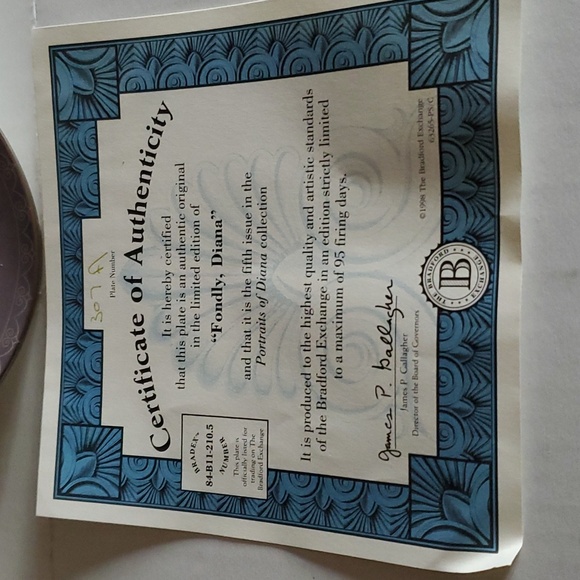 Plate Number
Certificate of Authenticity
It is hereby certified
that this plate is an authentic original
in the limited edition of
“Fondly, Diana”
and that it is the fifth issue in the
Portraits of Diana collection
BRADEX
NUMBER
84-B11-210.5
This plate is
officially listed for
trading on The
Bradford Exchange
It is produced to the highest quality and artistic standards
of the Bradford Exchange in an edition strictly limited
to a maximum of 95 firing days.
James P. Gallagher
James P. Gallagher
Director of the Board of Governors
THE BRADFORD EXCHANGE
B
©1998 The Bradford Exchange